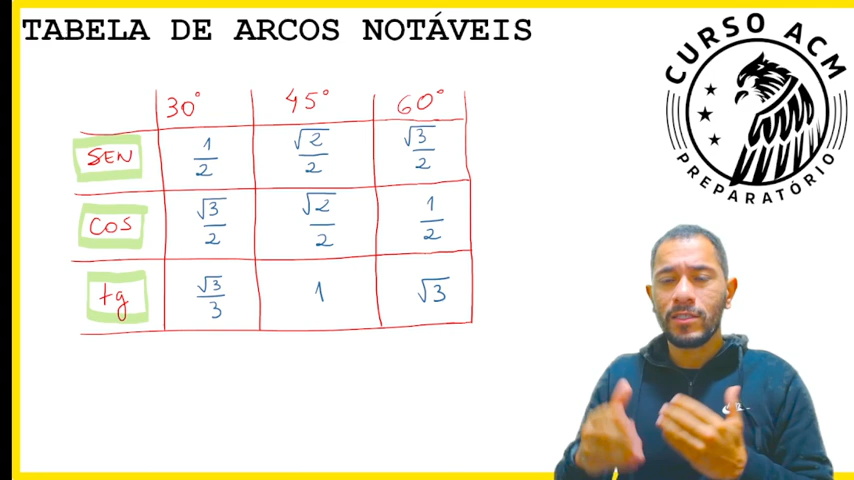 TABELA DE ARCOS NOTÁVEIS
CURSO ACM
PREPARATÓRIO
30° 45° 60°
SEN 1/2 √2/2 √3/2
COS √3/2 √2/2 1/2
tg √3/3 1 √3